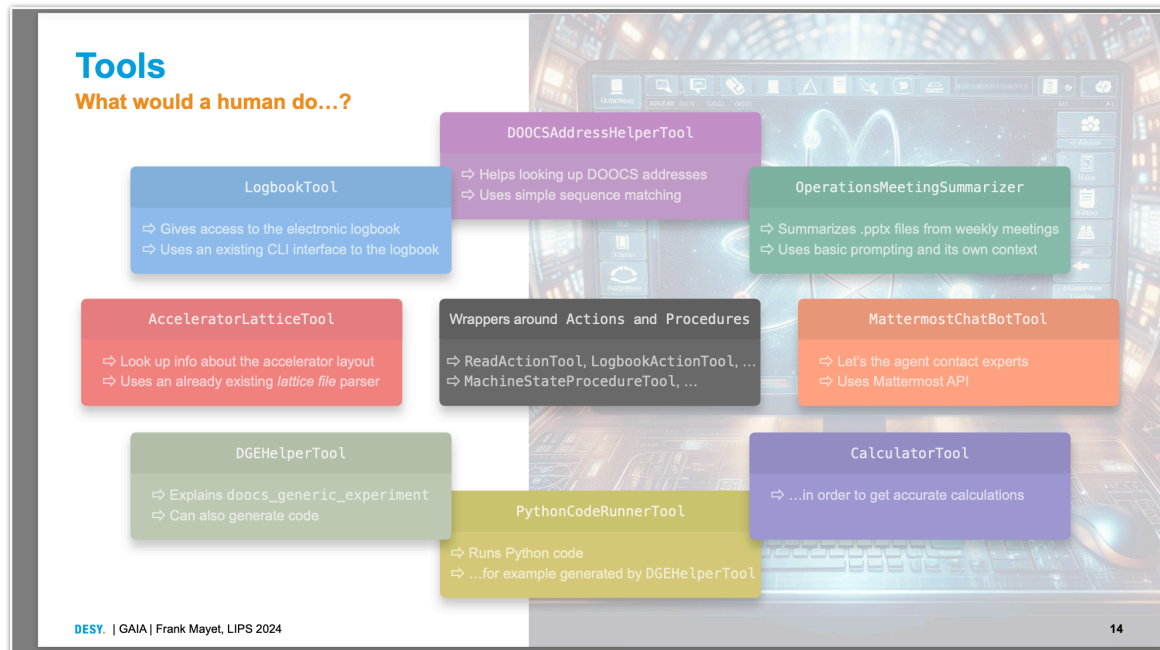 Tools
What would a human do…?
DOOCSAddressHelperTool
⇨ Helps looking up DOOCS addresses
⇨ Uses simple sequence matching
LogbookTool
⇨ Gives access to the electronic logbook
⇨ Uses an existing CLI interface to the logbook
OperationsMeetingSummarizer
⇨ Summarizes .pptx files from weekly meetings
⇨ Uses basic prompting and its own context
AcceleratorLatticeTool
⇨ Look up info about the accelerator layout
⇨ Uses an already existing lattice file parser
Wrappers around Actions and Procedures
⇨ ReadActionTool, LogbookActionTool, …
⇨ MachineStateProcedureTool, …
MattermostChatBotTool
⇨ Let's the agent contact experts
⇨ Uses Mattermost API
DGEHelperTool
⇨ Explains doocs_generic_experiment
⇨ Can also generate code
PythonCodeRunnerTool
⇨ Runs Python code
⇨ …for example generated by DGEHelperTool
CalculatorTool
⇨ …in order to get accurate calculations
DESY. | GAIA | Frank Mayet, LIPS 2024
14